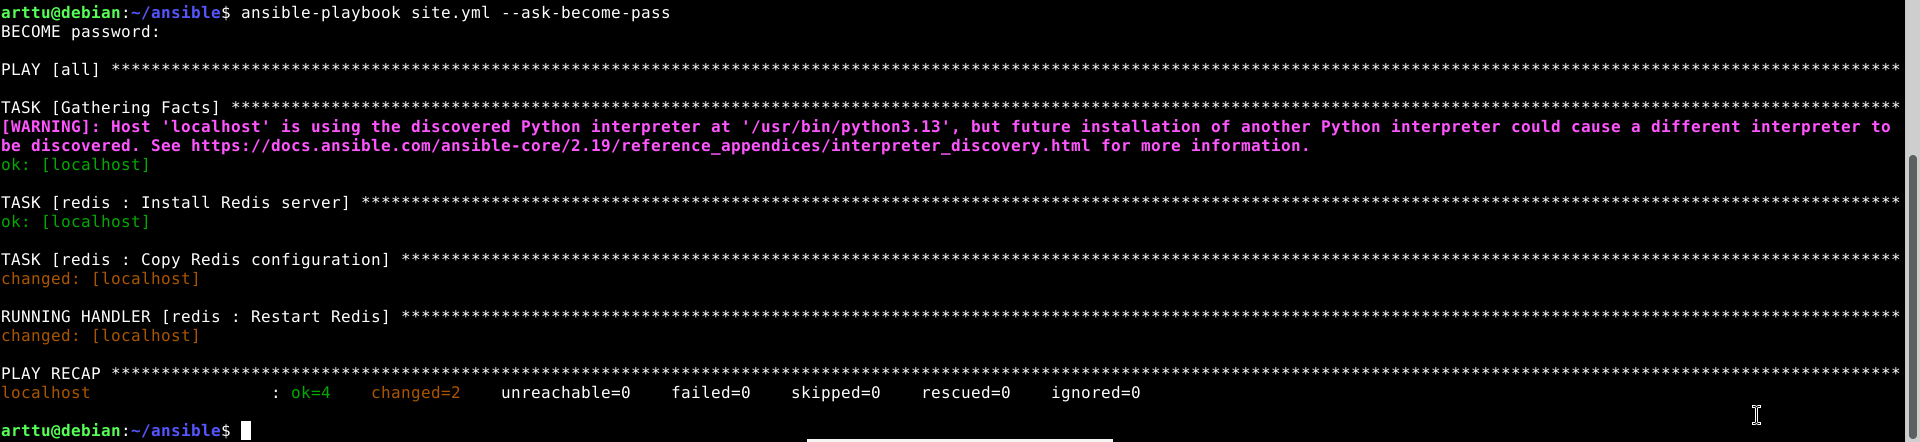 arttu@debian:~/ansible$ ansible-playbook site.yml --ask-become-pass
BECOME password:
PLAY [all] ***********************************************************************************************************************************************************************************
TASK [Gathering Facts] ***********************************************************************************************************************************************************************
[WARNING]: Host 'localhost' is using the discovered Python interpreter at '/usr/bin/python3.13', but future installation of another Python interpreter could cause a different interpreter to
be discovered. See https://docs.ansible.com/ansible-core/2.19/reference_appendices/interpreter_discovery.html for more information.
ok: [localhost]
TASK [redis : Install Redis server] **********************************************************************************************************************************************************
ok: [localhost]
TASK [redis : Copy Redis configuration] ******************************************************************************************************************************************************
changed: [localhost]
RUNNING HANDLER [redis : Restart Redis] ******************************************************************************************************************************************************
changed: [localhost]
PLAY RECAP ***********************************************************************************************************************************************************************************
localhost                  : ok=4    changed=2    unreachable=0    failed=0    skipped=0    rescued=0    ignored=0
arttu@debian:~/ansible$